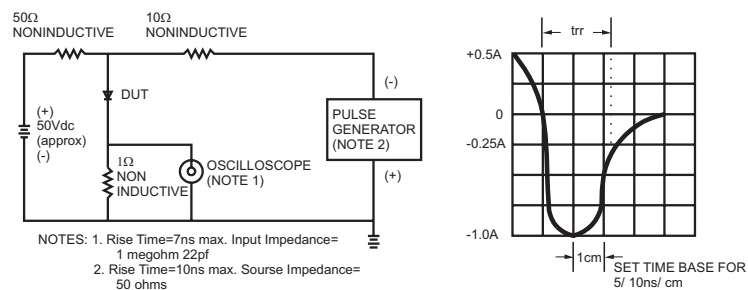 50Ω
NONINDUCTIVE
10Ω
NONINDUCTIVE
DUT
(+)
50Vdc
(approx)
(-)
1Ω
NON
INDUCTIVE
OSCILLOSCOPE
(NOTE 1)
(-)
PULSE
GENERATOR
(NOTE 2)
(+)
NOTES: 1. Rise Time=7ns max. Input Impedance=
1 megohm 22pf
2. Rise Time=10ns max. Sourse Impedance=
50 ohms
trr
+0.5A
0
-0.25A
-1.0A
1cm
SET TIME BASE FOR
5/ 10ns/ cm